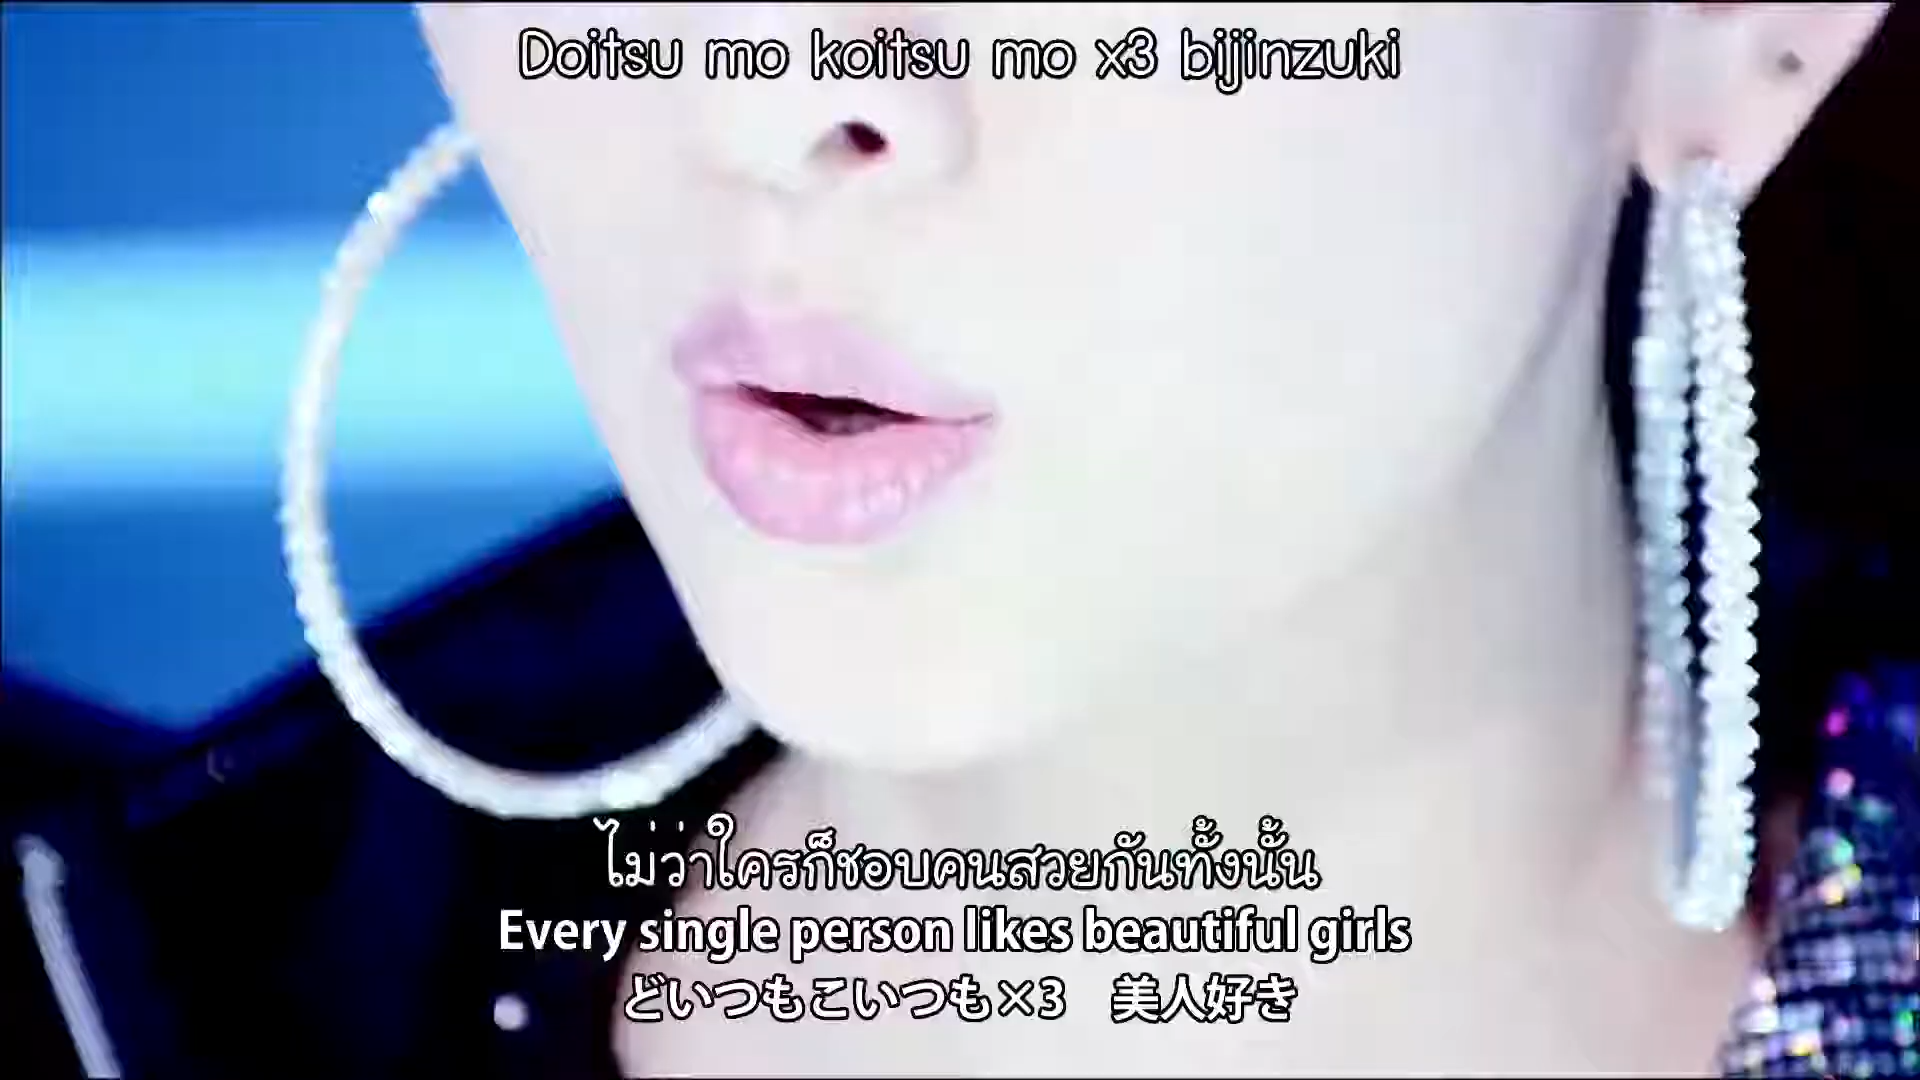 Doitsu mo koitsu mo x3 bijinzuki
ไม่ว่าใครก็ชอบคนสวยกันทั้งนั้น
Every single person likes beautiful girls
どいつもこいつも×3　美人好き